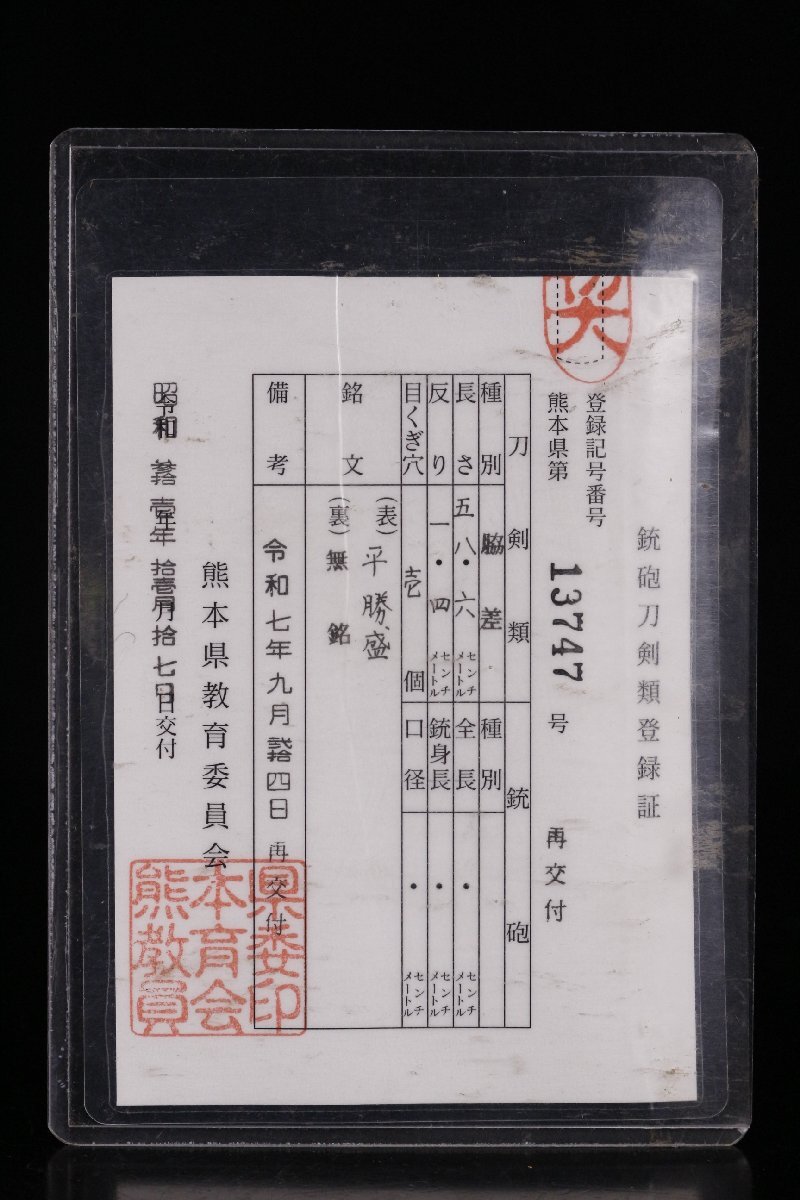 銃砲刀剣類登録証
登録記号番号
熊本県第 13747 号 再交付
刀剣類
銃砲
種別 脇差
種別
長さ 五八・六 センチメートル
全長 ・ センチメートル
反り 一・四 センチメートル
銃身長 ・ センチメートル
目くぎ穴 壱 個
口径 ・ センチメートル
銘文
(表) 平勝盛
(裏) 無銘
備考
令和七年九月弐拾四日 再交付
熊本県教育委員会
昭和 壱年 拾壱月拾七日交付
熊本県
教育委
員会印